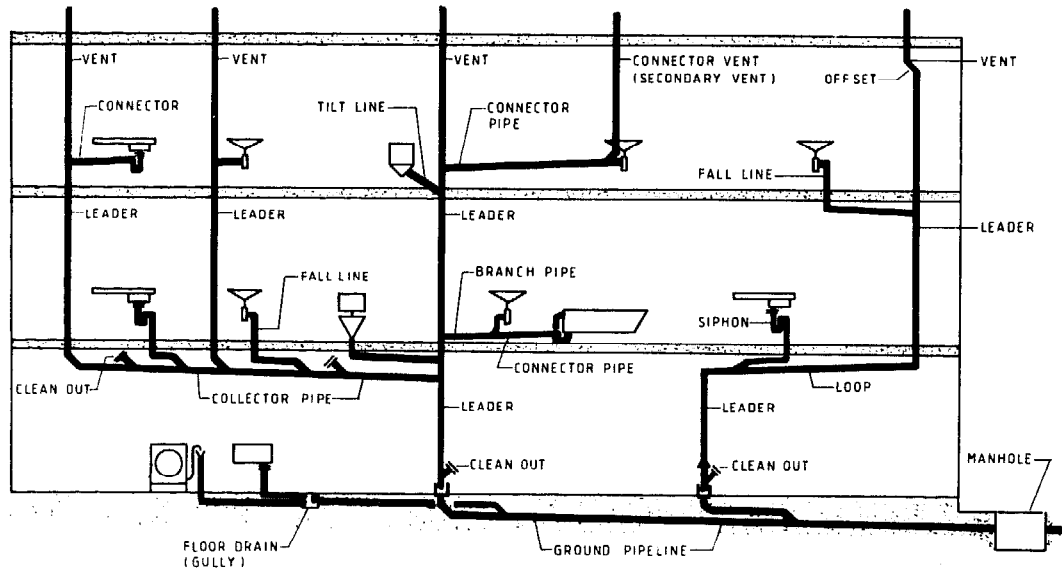 VENT
VENT
VENT
CONNECTOR VENT
(SECONDARY VENT)
OFFSET
VENT
CONNECTOR
TILT LINE
CONNECTOR
PIPE
FALL LINE
LEADER
LEADER
LEADER
LEADER
FALL LINE
BRANCH PIPE
SIPHON
CLEAN OUT
COLLECTOR PIPE
CONNECTOR PIPE
LOOP
LEADER
LEADER
CLEAN OUT
CLEAN OUT
MANHOLE
FLOOR DRAIN
(GULLY)
GROUND PIPELINE